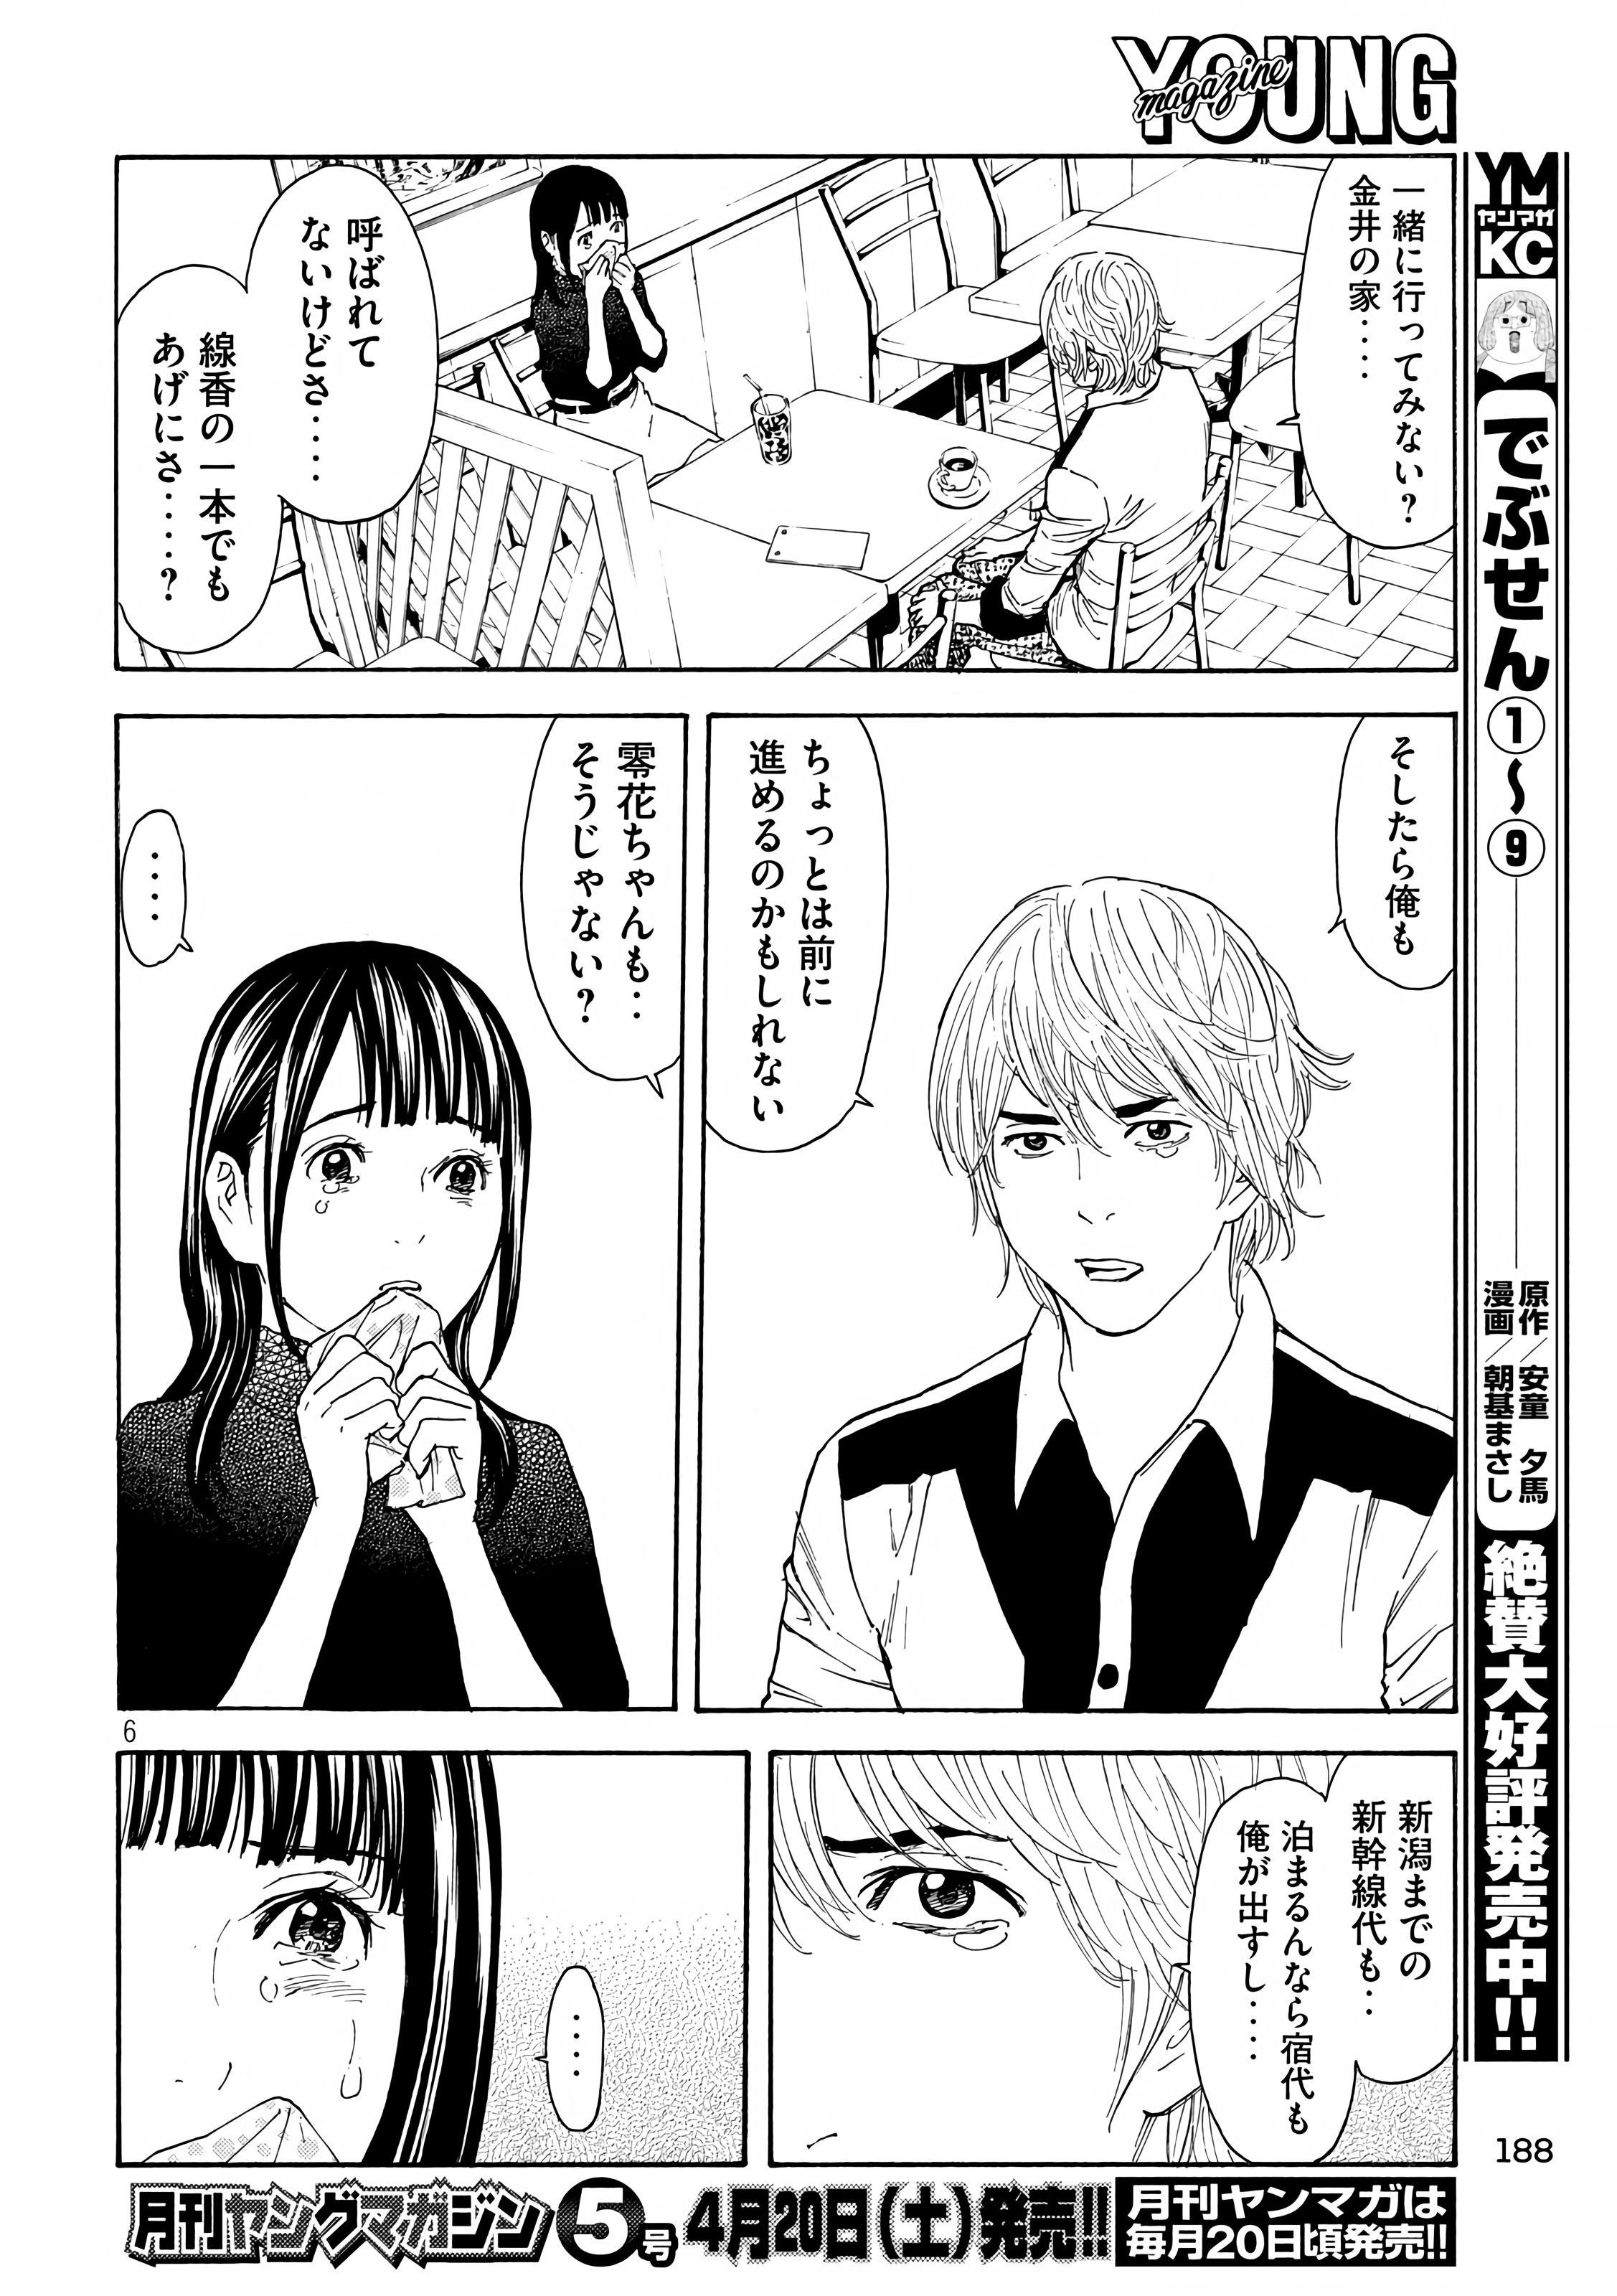 YOUNG
magazine
一緒に行ってみない？
金井の家‥‥
呼ばれて
ないけどさ‥‥‥
線香の一本でも
あげにさ‥‥‥？
そしたら俺も
ちょっとは前に
進めるのかもしれない
零花ちゃんも‥
そうじゃない？
‥‥
新潟までの
新幹線代も‥
泊まるんなら宿代も
俺が出すし‥‥
‥‥
6
YM
ヤンマガ
KC
でぶせん①〜⑨
原作／安童 夕馬
漫画／朝基まさし
絶賛大好評発売中!!
188
月刊ヤングマガジン5号 4月20日（土）発売!!
月刊ヤンマガは
毎月20日頃発売!!